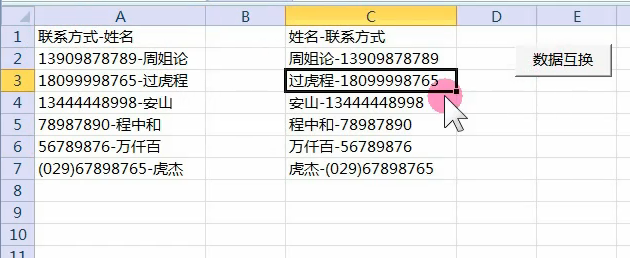 A B C D E
1 联系方式-姓名 姓名-联系方式
2 13909878789-周姐论 周姐论-13909878789
数据互换
3 18099998765-过虎程 过虎程-18099998765
4 13444448998-安山 安山-13444448998
5 78987890-程中和 程中和-78987890
6 56789876-万仟百 万仟百-56789876
7 (029)67898765-虎杰 虎杰-(029)67898765
8
9
10
11